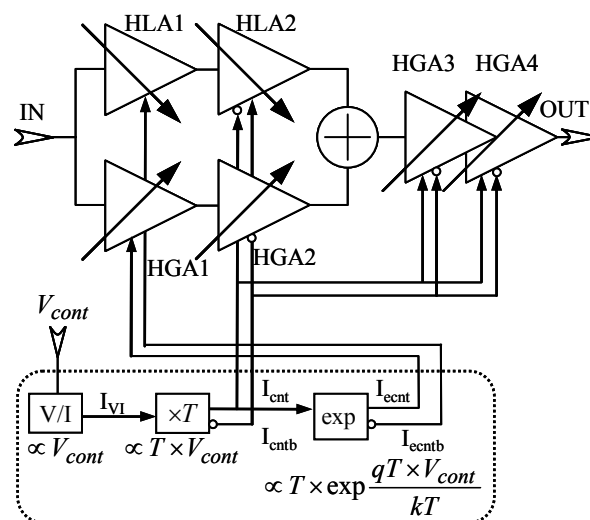 HLA1
HLA2
HGA3
HGA4
IN
OUT
HGA1
HGA2
V_cont
V/I
I_VI
×T
I_cnt
I_cntb
exp
I_ecnt
I_ecntb
∝ V_cont
∝ T × V_cont
∝ T × exp \frac{qT × V_cont}{kT}